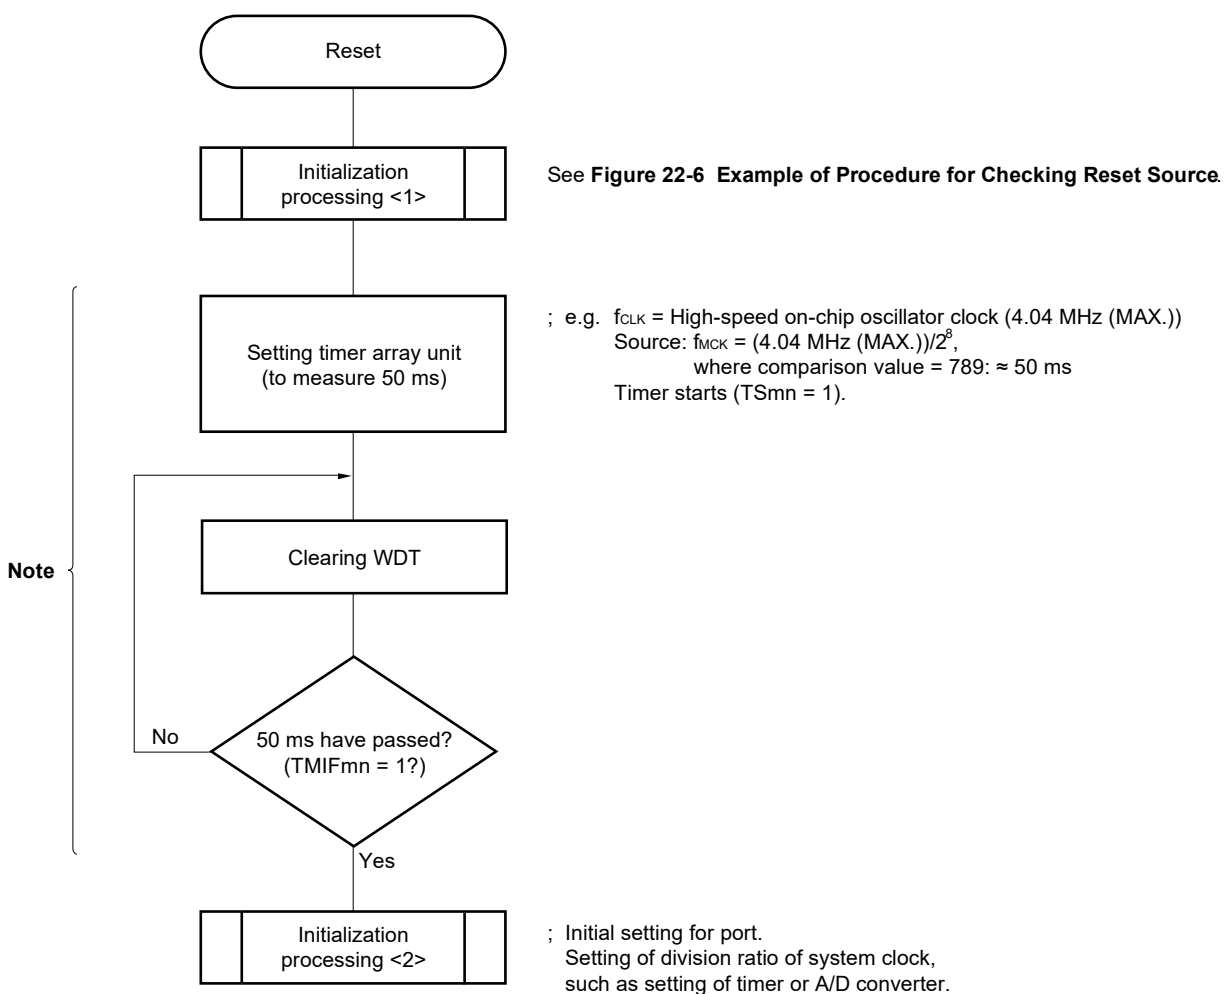 Reset
Initialization
processing <1>
See Figure 22-6 Example of Procedure for Checking Reset Source.
Setting timer array unit
(to measure 50 ms)
; e.g. fCLK = High-speed on-chip oscillator clock (4.04 MHz (MAX.))
Source: fMCK = (4.04 MHz (MAX.))/2⁸,
where comparison value = 789: ≈ 50 ms
Timer starts (TSmn = 1).
Clearing WDT
Note
No
50 ms have passed?
(TMIFmn = 1?)
Yes
Initialization
processing <2>
; Initial setting for port.
Setting of division ratio of system clock,
such as setting of timer or A/D converter.